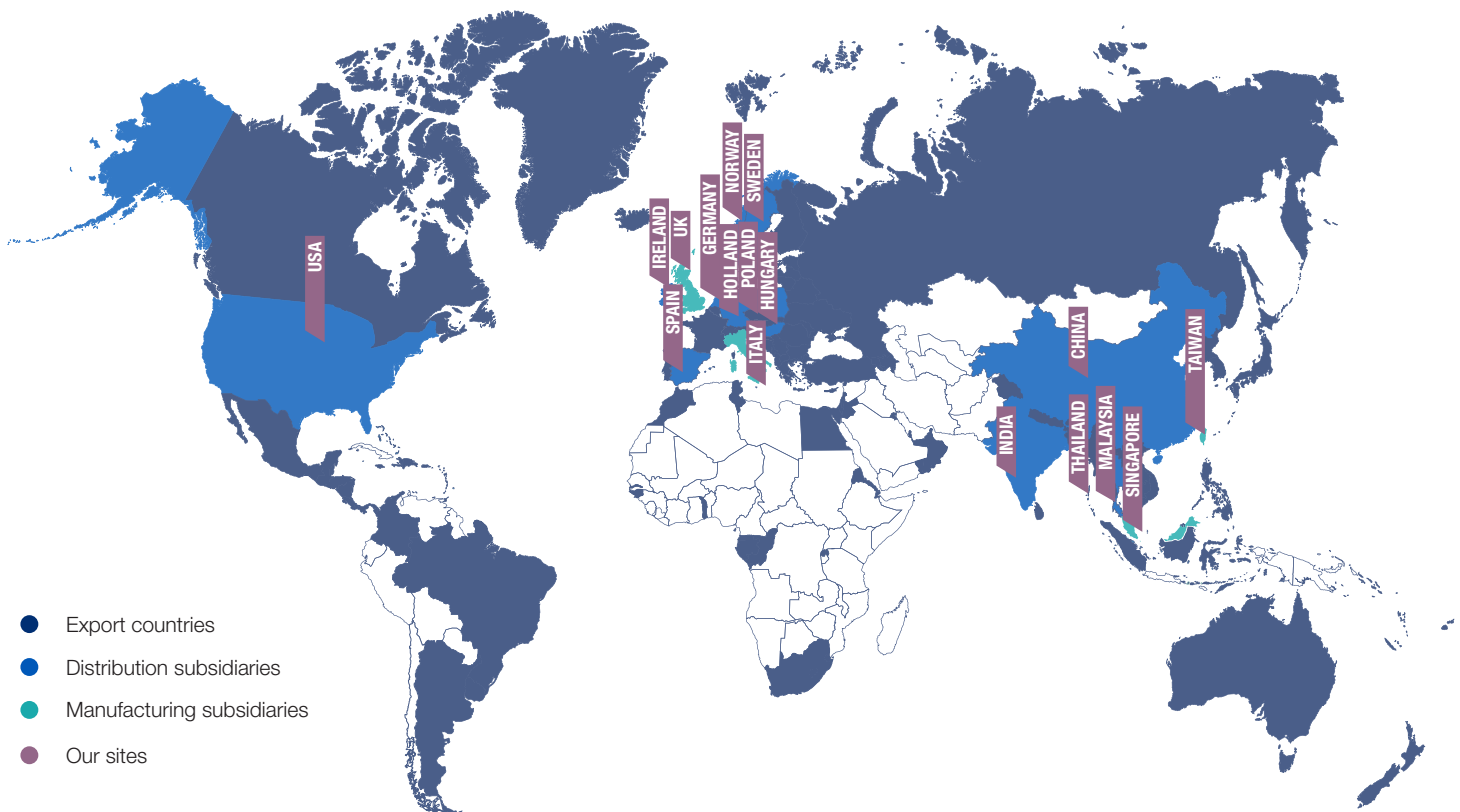 NORWAY
SWEDEN
GERMANY
IRELAND
UK
HOLLAND
POLAND
HUNGARY
USA
SPAIN
ITALY
CHINA
TAIWAN
INDIA
THAILAND
MALAYSIA
SINGAPORE
Export countries
Distribution subsidiaries
Manufacturing subsidiaries
Our sites